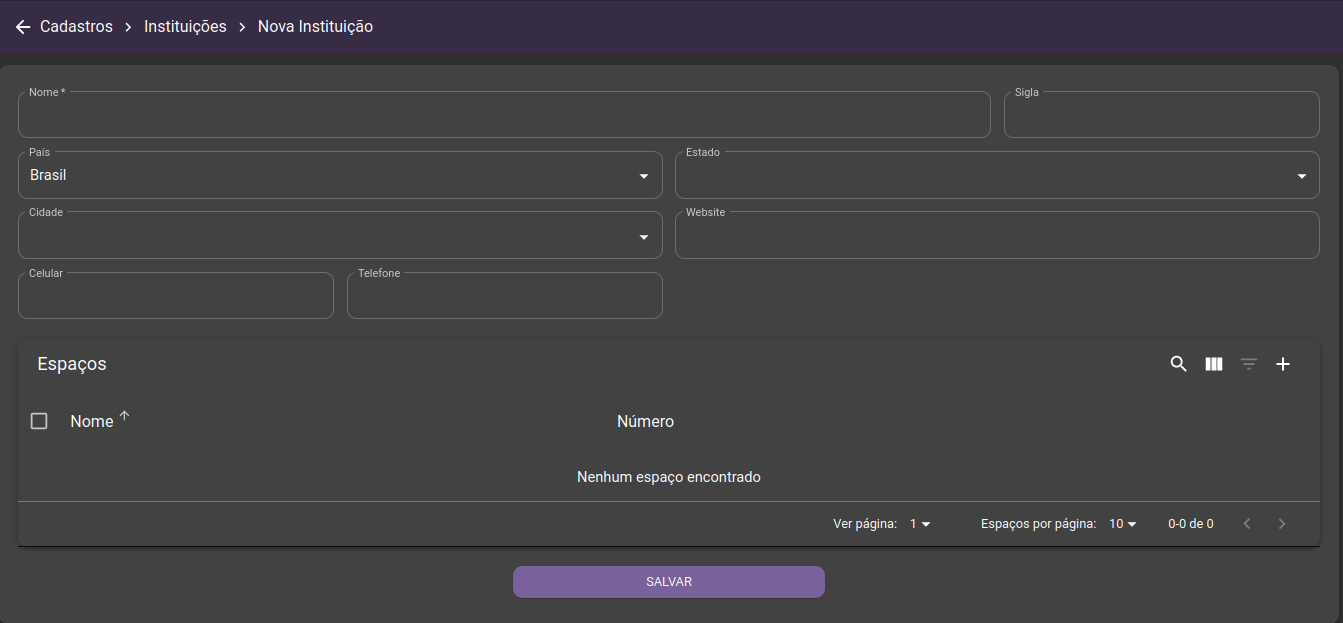 Cadastros > Instituições > Nova Instituição
Nome *
Sigla
País
Brasil
Estado
Cidade
Website
Celular
Telefone
Espaços
Nome
Número
Nenhum espaço encontrado
Ver página: 1
Espaços por página: 10
0-0 de 0
SALVAR